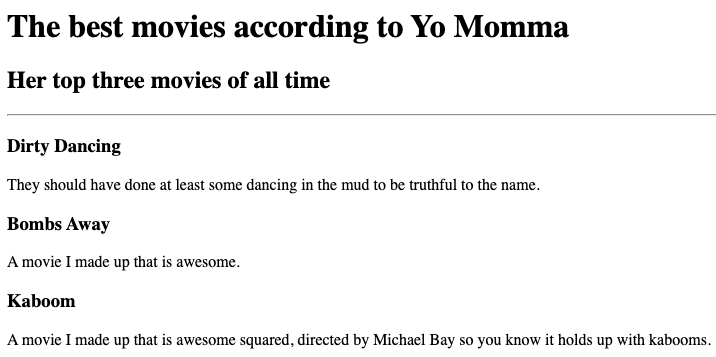 The best movies according to Yo Momma
Her top three movies of all time
Dirty Dancing
They should have done at least some dancing in the mud to be truthful to the name.
Bombs Away
A movie I made up that is awesome.
Kaboom
A movie I made up that is awesome squared, directed by Michael Bay so you know it holds up with kabooms.